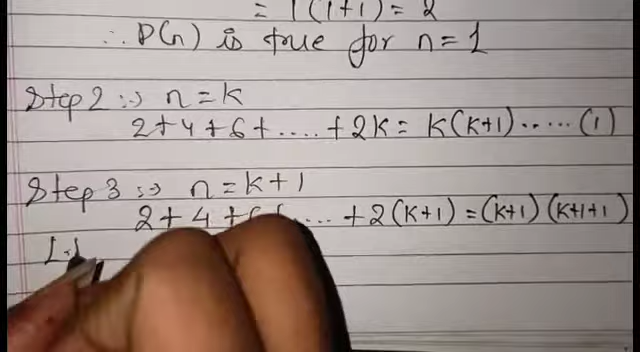 = 1(1+1) = 2
∴ P(n) is true for n=1
Step 2 :→ n=k
2+4+6+.....+2k = k(k+1).....(1)
Step 3 :→ n=k+1
2+4+6+....+2(k+1)=(k+1)(k+1+1)